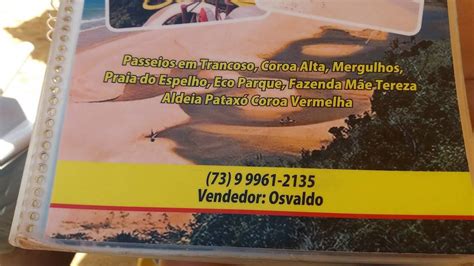 Passeios em Trancoso, Coroa Alta, Mergulhos,
Praia do Espelho, Eco Parque, Fazenda Mãe Tereza
Aldeia Pataxó Coroa Vermelha
(73) 9 9961-2135
Vendedor: Osvaldo